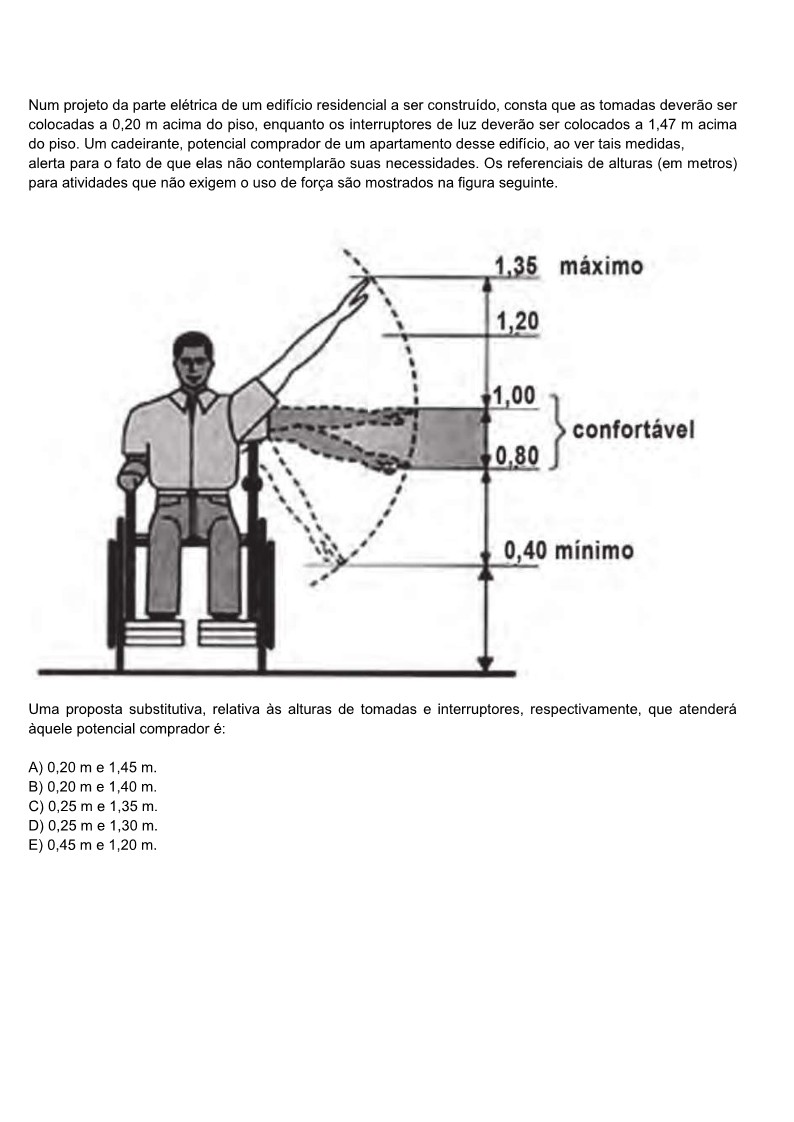 Num projeto da parte elétrica de um edifício residencial a ser construído, consta que as tomadas deverão ser
colocadas a 0,20 m acima do piso, enquanto os interruptores de luz deverão ser colocados a 1,47 m acima
do piso. Um cadeirante, potencial comprador de um apartamento desse edifício, ao ver tais medidas,
alerta para o fato de que elas não contemplarão suas necessidades. Os referenciais de alturas (em metros)
para atividades que não exigem o uso de força são mostrados na figura seguinte.
1,35 máximo
1,20
1,00
confortável
0,80
0,40 mínimo
Uma proposta substitutiva, relativa às alturas de tomadas e interruptores, respectivamente, que atenderá
àquele potencial comprador é:
A) 0,20 m e 1,45 m.
B) 0,20 m e 1,40 m.
C) 0,25 m e 1,35 m.
D) 0,25 m e 1,30 m.
E) 0,45 m e 1,20 m.